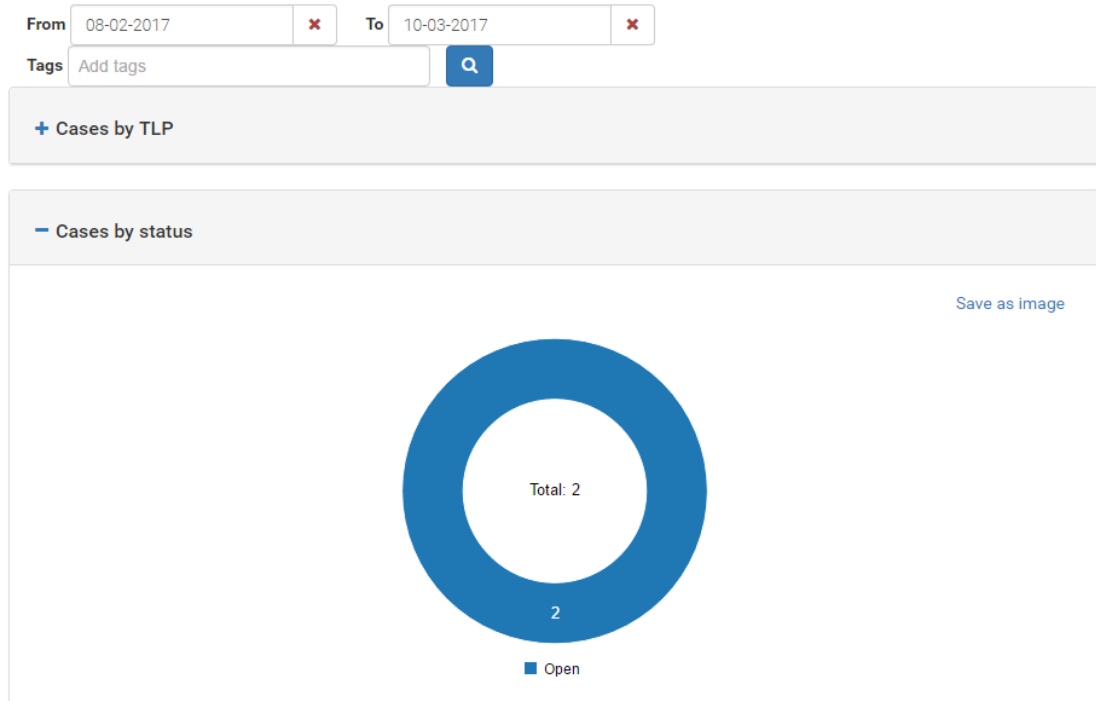 From 08-02-2017 To 10-03-2017
Tags Add tags
Cases by TLP
Cases by status
Save as image
Total: 2
2
Open